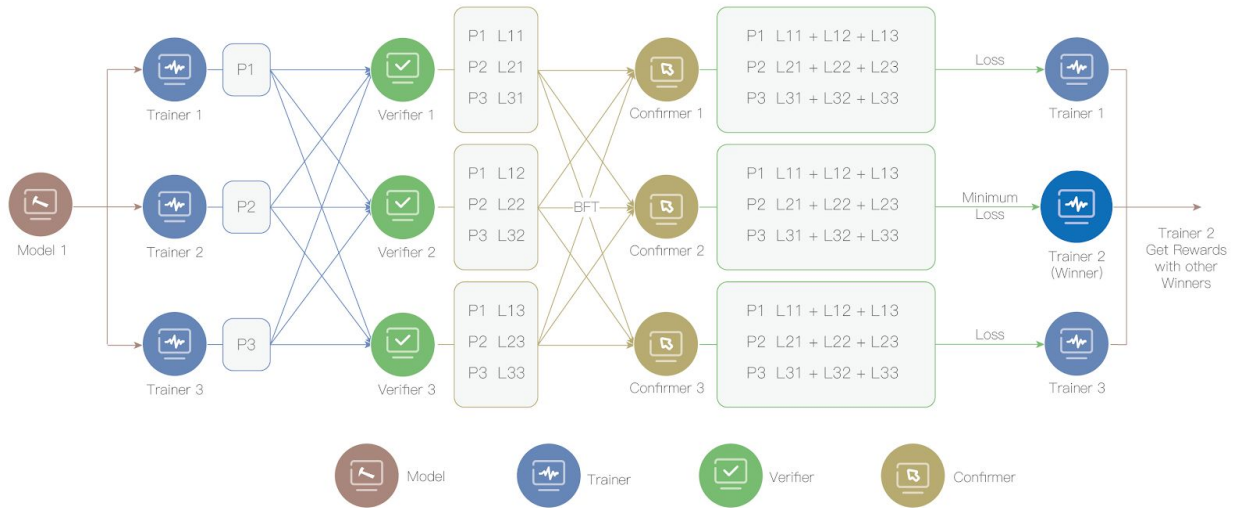 P1
Trainer 1
P1 L11
P2 L21
P3 L31
Verifier 1
Confirmer 1
P1 L11 + L12 + L13
P2 L21 + L22 + L23
P3 L31 + L32 + L33
Loss
Trainer 1
Model 1
P2
Trainer 2
Verifier 2
P1 L12
P2 L22
P3 L32
BFT
Confirmer 2
P1 L11 + L12 + L13
P2 L21 + L22 + L23
P3 L31 + L32 + L33
Minimum
Loss
Trainer 2
(Winner)
Trainer 2
Get Rewards
with other
Winners
P3
Trainer 3
Verifier 3
P1 L13
P2 L23
P3 L33
Confirmer 3
P1 L11 + L12 + L13
P2 L21 + L22 + L23
P3 L31 + L32 + L33
Loss
Trainer 3
Model
Trainer
Verifier
Confirmer